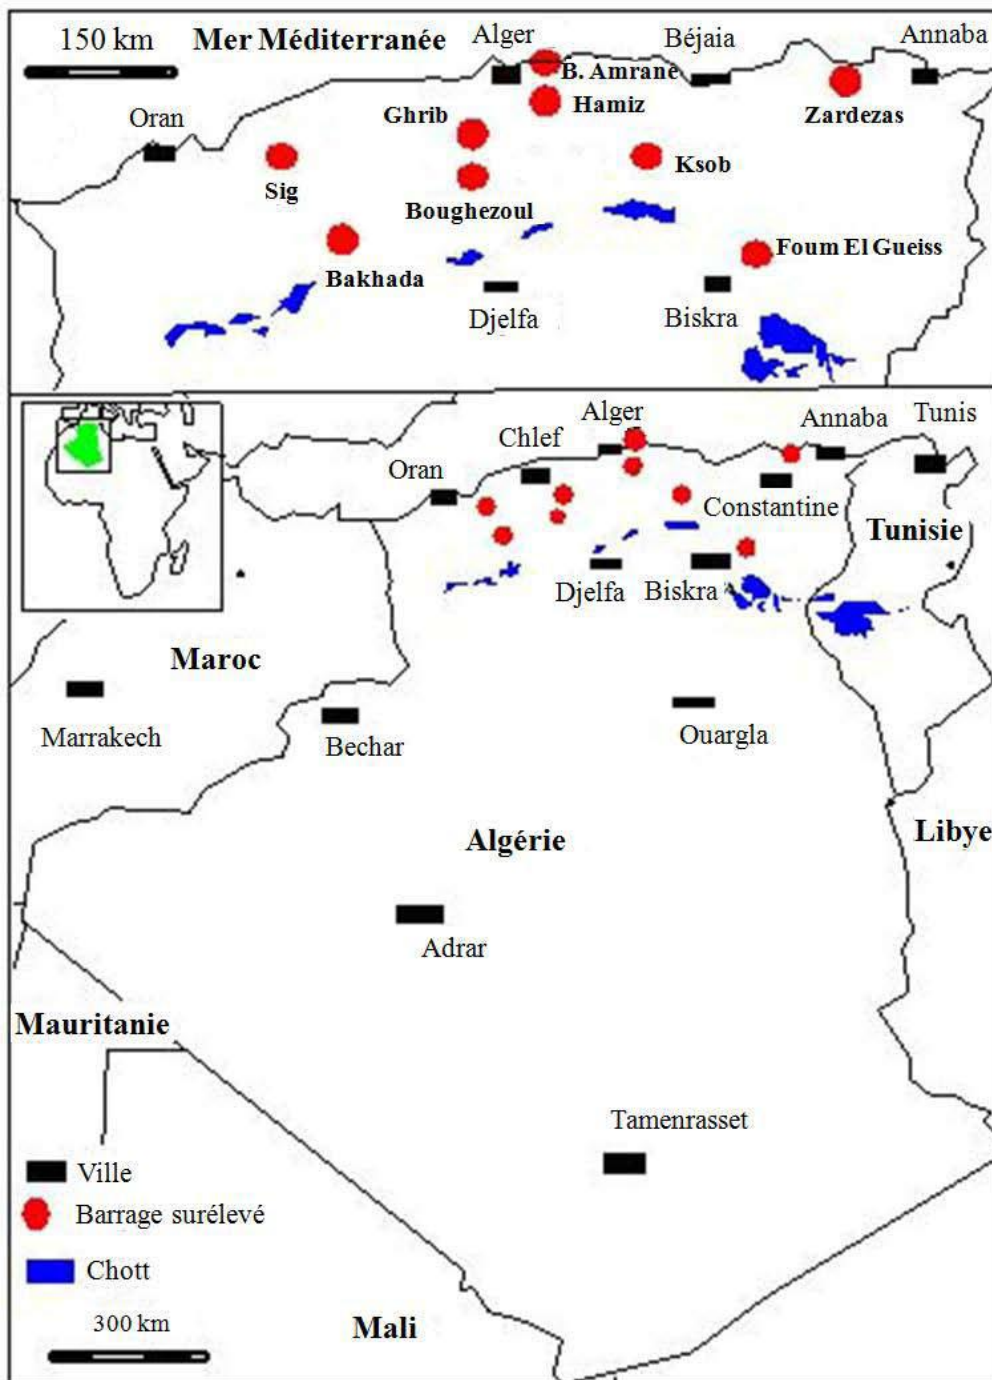 150 km
Mer Méditerranée
Alger
Béjaia
Annaba
B. Amrane
Ghrib
Hamiz
Zardezas
Oran
Ksob
Sig
Boughezoul
Foum El Gueiss
Bakhada
Djelfa
Biskra
Alger
Annaba
Tunis
Chlef
Oran
Constantine
Tunisie
Djelfa
Biskra
Maroc
Marrakech
Bechar
Ouargla
Algérie
Libye
Adrar
Mauritanie
Tamenrasset
Ville
Barrage surélevé
Chott
300 km
Mali